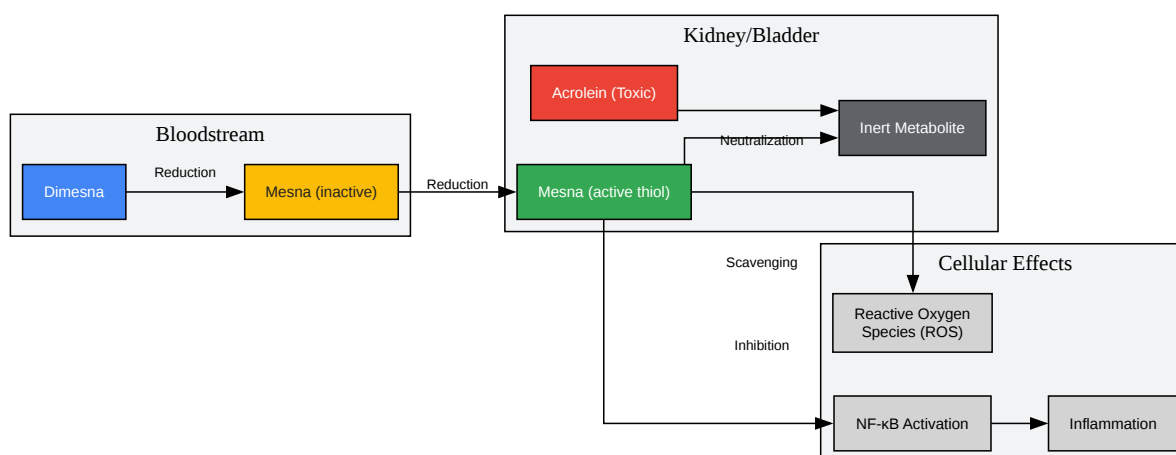 Kidney/Bladder
Acrolein (Toxic)
Inert Metabolite
Neutralization
Bloodstream
Dimesna
Reduction
Mesna (inactive)
Reduction
Mesna (active thiol)
Scavenging
Inhibition
Cellular Effects
Reactive Oxygen
Species (ROS)
NF-κB Activation
Inflammation